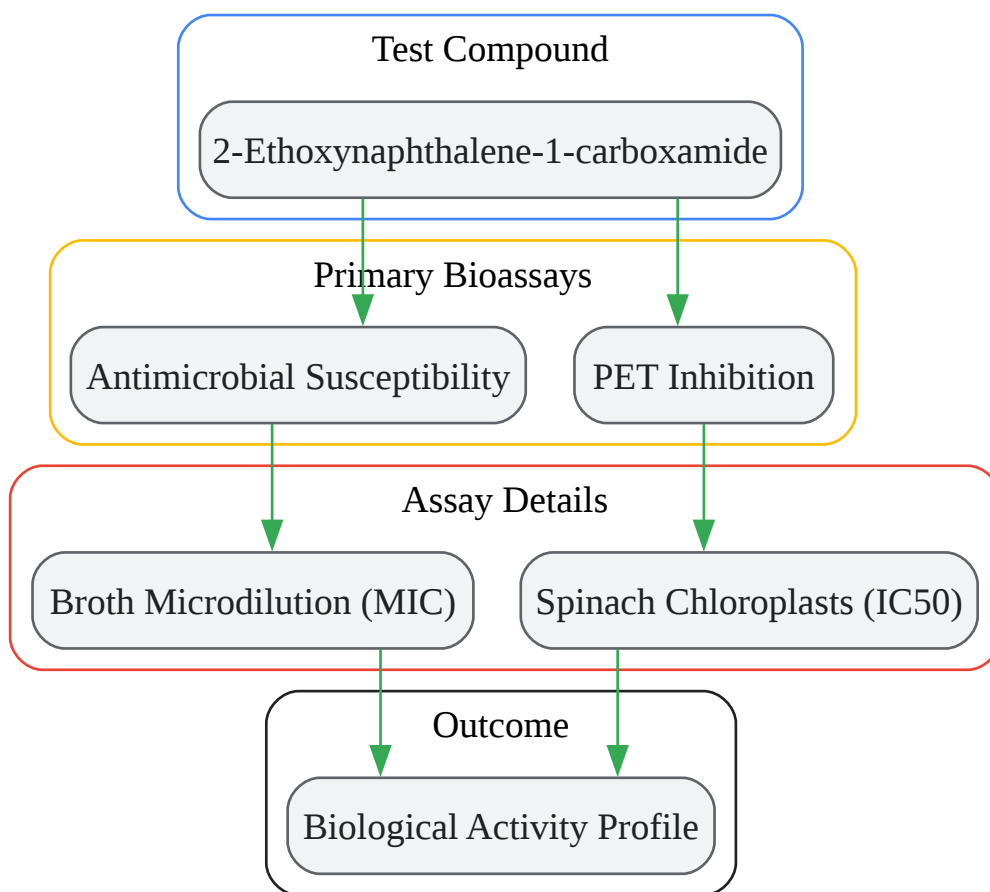 Test Compound
2-Ethoxynaphthalene-1-carboxamide
Primary Bioassays
Antimicrobial Susceptibility
PET Inhibition
Assay Details
Broth Microdilution (MIC)
Spinach Chloroplasts (IC50)
Outcome
Biological Activity Profile